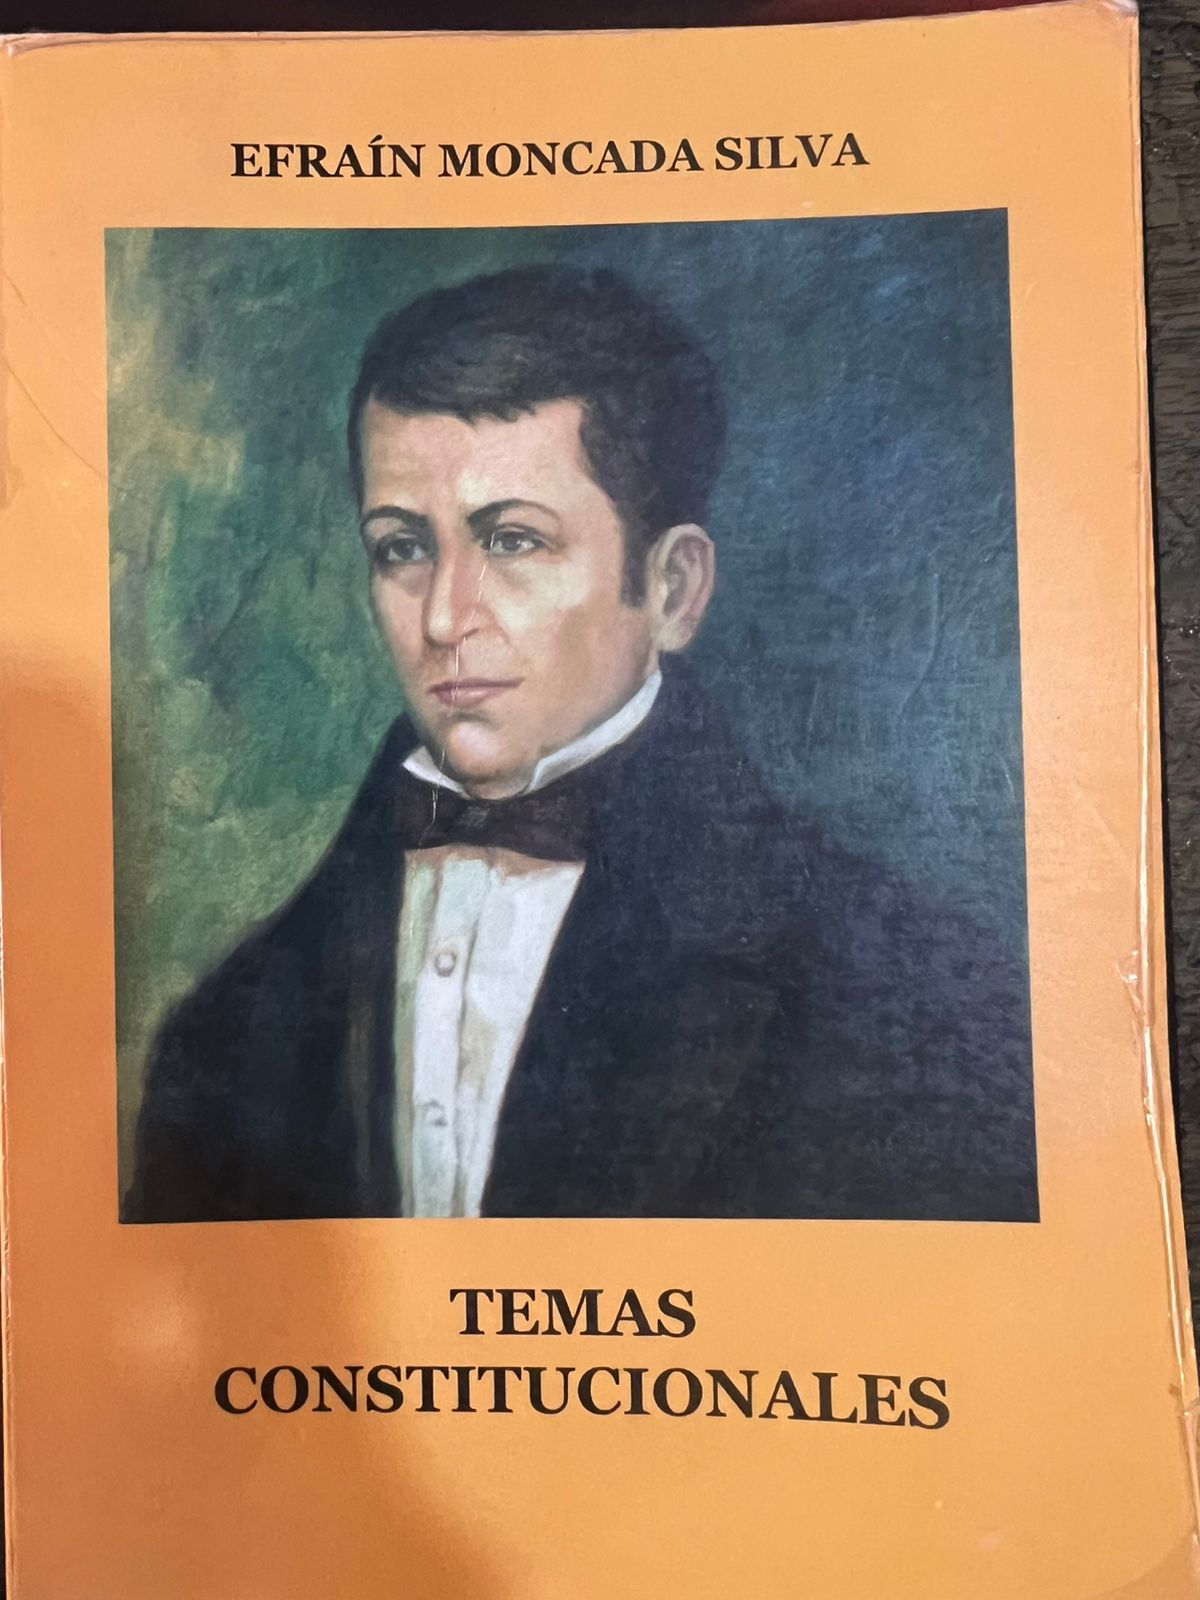 EFRAÍN MONCADA SILVA
TEMAS
CONSTITUCIONALES